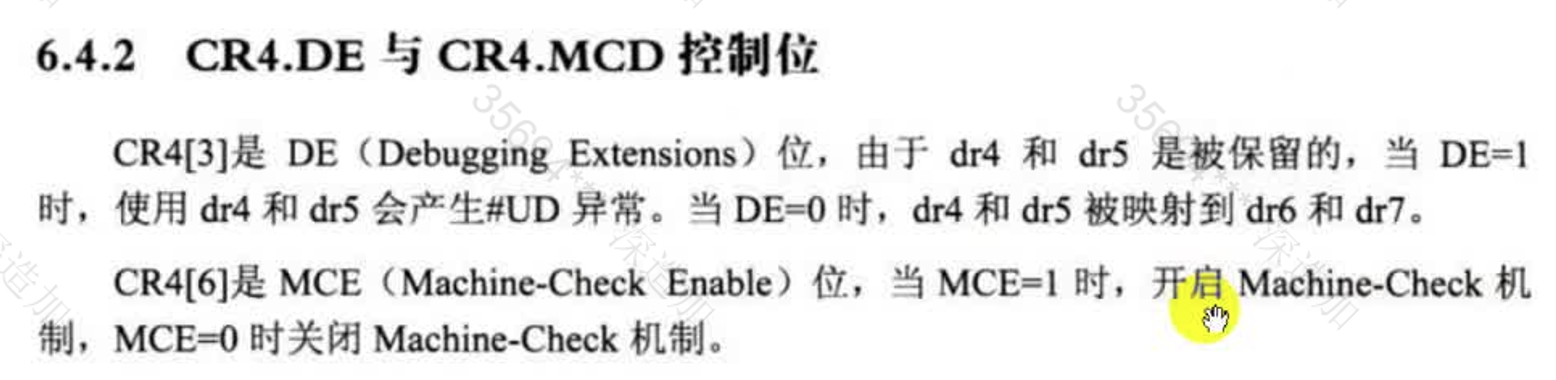 6.4.2 CR4.DE 与 CR4.MCD 控制位
CR4[3]是 DE（Debugging Extensions）位，由于 dr4 和 dr5 是被保留的，当 DE=1
时，使用 dr4 和 dr5 会产生#UD 异常。当 DE=0 时，dr4 和 dr5 被映射到 dr6 和 dr7。
CR4[6]是 MCE（Machine-Check Enable）位，当 MCE=1 时，开启 Machine-Check 机
制，MCE=0 时关闭 Machine-Check 机制。